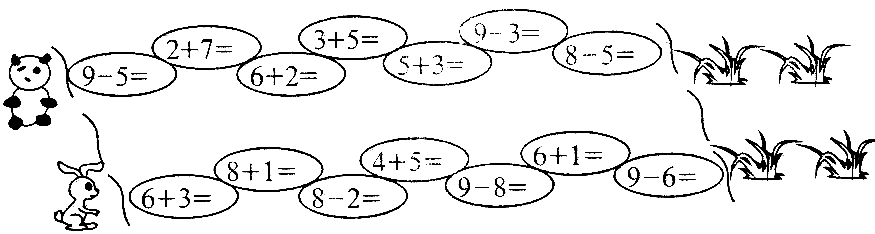 9−5= 2+7= 6+2= 3+5= 5+3= 9−3= 8−5=
6+3= 8+1= 8−2= 4+5= 9−8= 6+1= 9−6=